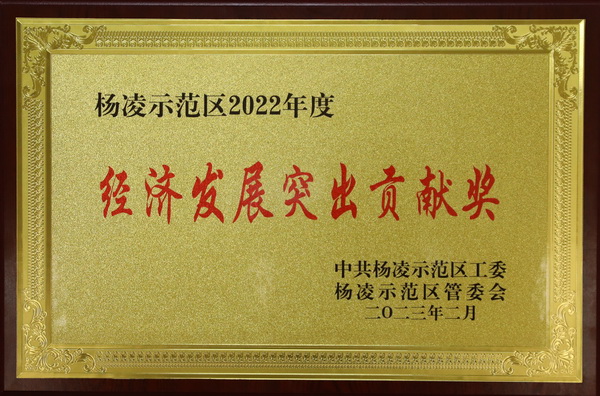 杨凌示范区2022年度
经济发展突出贡献奖
中共杨凌示范区工委
杨凌示范区管委会
二〇二三年二月